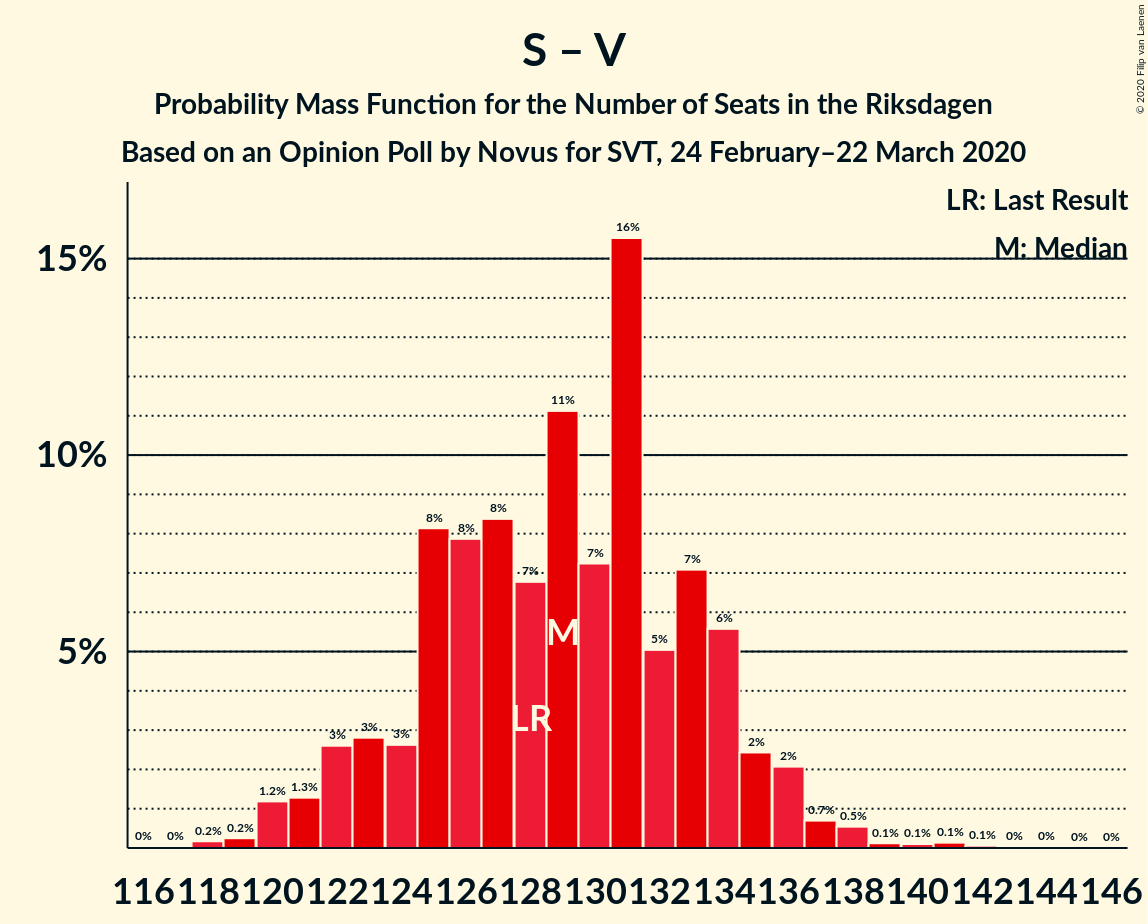 © 2020 Filip van Laenen
S – V
Probability Mass Function for the Number of Seats in the Riksdagen
Based on an Opinion Poll by Novus for SVT, 24 February–22 March 2020
LR: Last Result
M: Median
15%
10%
5%
0% 0% 0.2% 0.2% 1.2% 1.3% 3% 3% 3% 8% 8% 8% 7% 11% 7% 16% 5% 7% 6% 2% 2% 0.7% 0.5% 0.1% 0.1% 0.1% 0.1% 0% 0% 0% 0%
M
LR
116 118 120 122 124 126 128 130 132 134 136 138 140 142 144 146